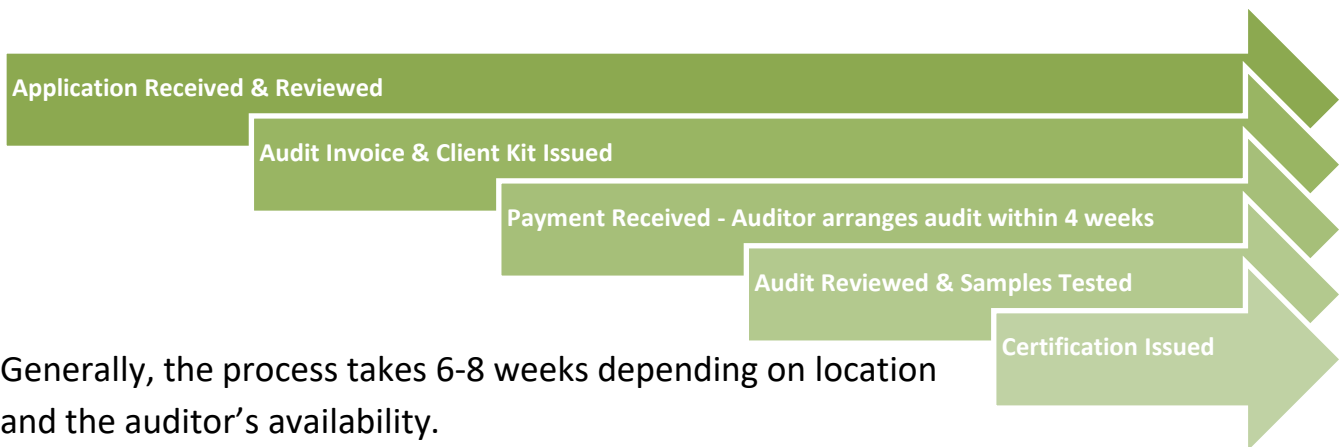 Application Received & Reviewed
Audit Invoice & Client Kit Issued
Payment Received - Auditor arranges audit within 4 weeks
Audit Reviewed & Samples Tested
Certification Issued
Generally, the process takes 6-8 weeks depending on location
and the auditor’s availability.